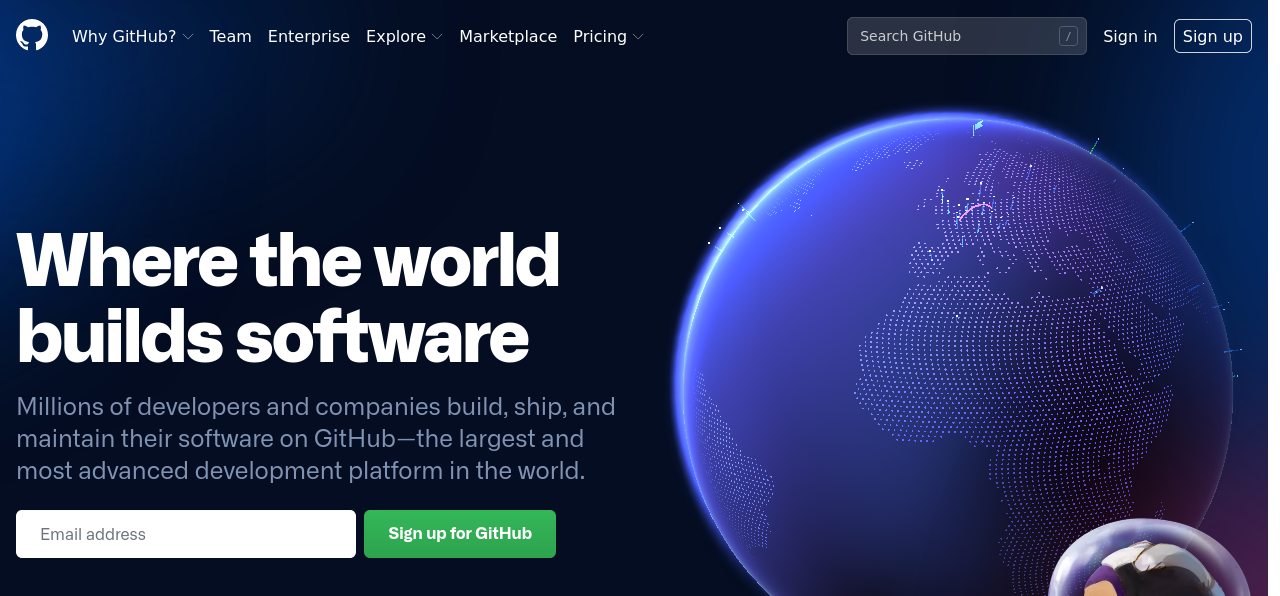 Why GitHub? Team Enterprise Explore Marketplace Pricing Search GitHub / Sign in Sign up
Where the world
builds software
Millions of developers and companies build, ship, and
maintain their software on GitHub—the largest and
most advanced development platform in the world.
Email address Sign up for GitHub